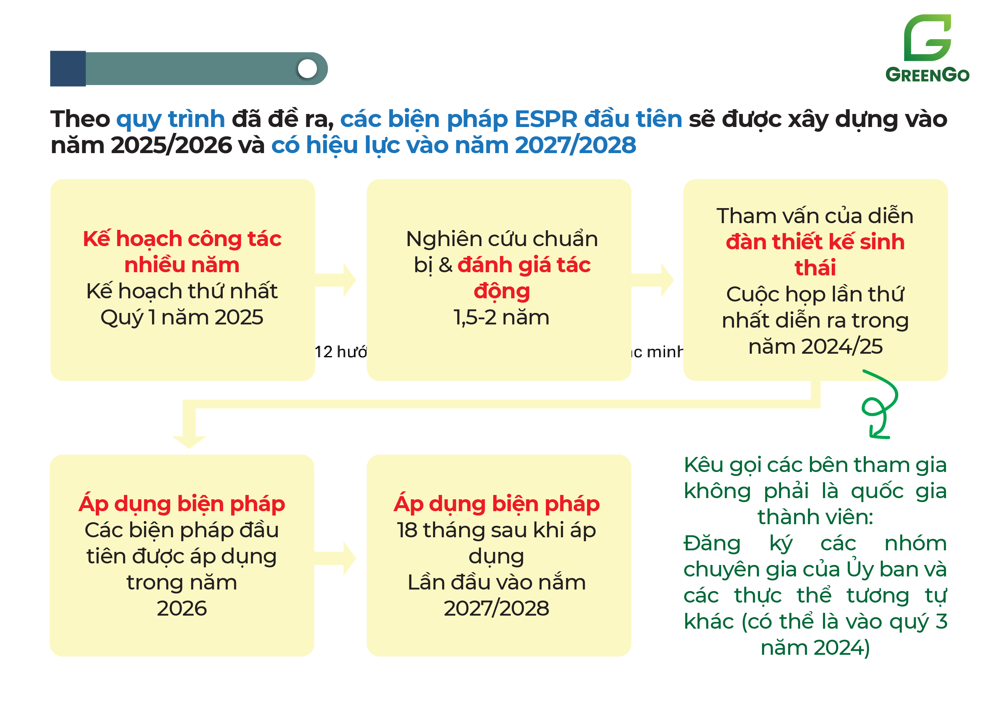 GREENGO
Theo quy trình đã đề ra, các biện pháp ESPR đầu tiên sẽ được xây dựng vào
năm 2025/2026 và có hiệu lực vào năm 2027/2028
Kế hoạch công tác
nhiều năm
Kế hoạch thứ nhất
Quý 1 năm 2025
Nghiên cứu chuẩn
bị & đánh giá tác
động
1,5-2 năm
Tham vấn của diễn
đàn thiết kế sinh
thái
Cuộc họp lần thứ
nhất diễn ra trong
năm 2024/25
12 minh
Áp dụng biện pháp
Các biện pháp đầu
tiên được áp dụng
trong năm
2026
Áp dụng biện pháp
18 tháng sau khi áp
dụng
Lần đầu vào nắm
2027/2028
Kêu gọi các bên tham gia
không phải là quốc gia
thành viên:
Đăng ký các nhóm
chuyên gia của Ủy ban và
các thực thể tương tự
khác (có thể là vào quý 3
năm 2024)